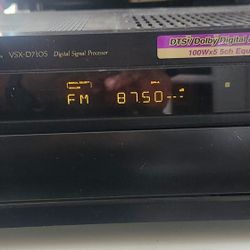 VSX-D710S Digital Signal Processor
DTS/Dolby Digital
100Wx5 5ch Equ
FM 87.50